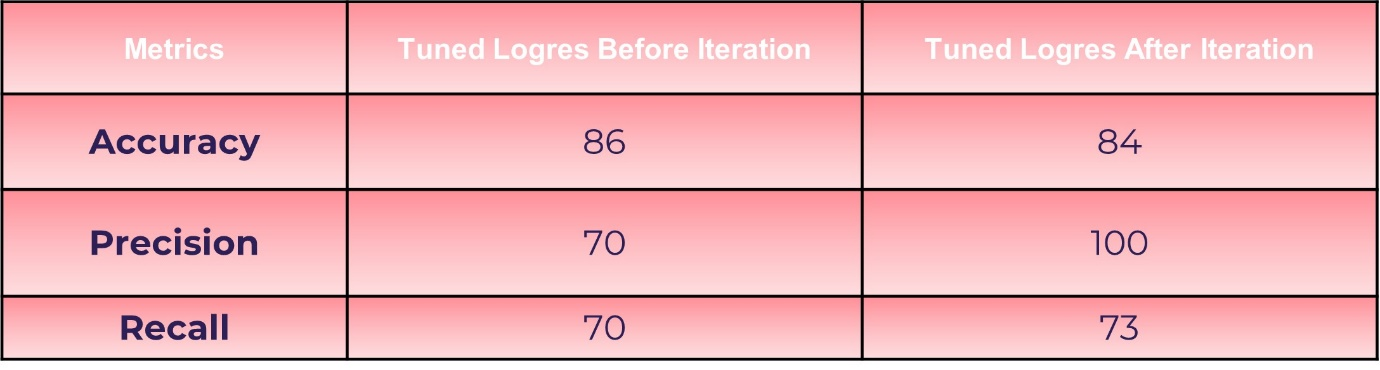 Metrics Tuned Logres Before Iteration Tuned Logres After Iteration
Accuracy 86 84
Precision 70 100
Recall 70 73